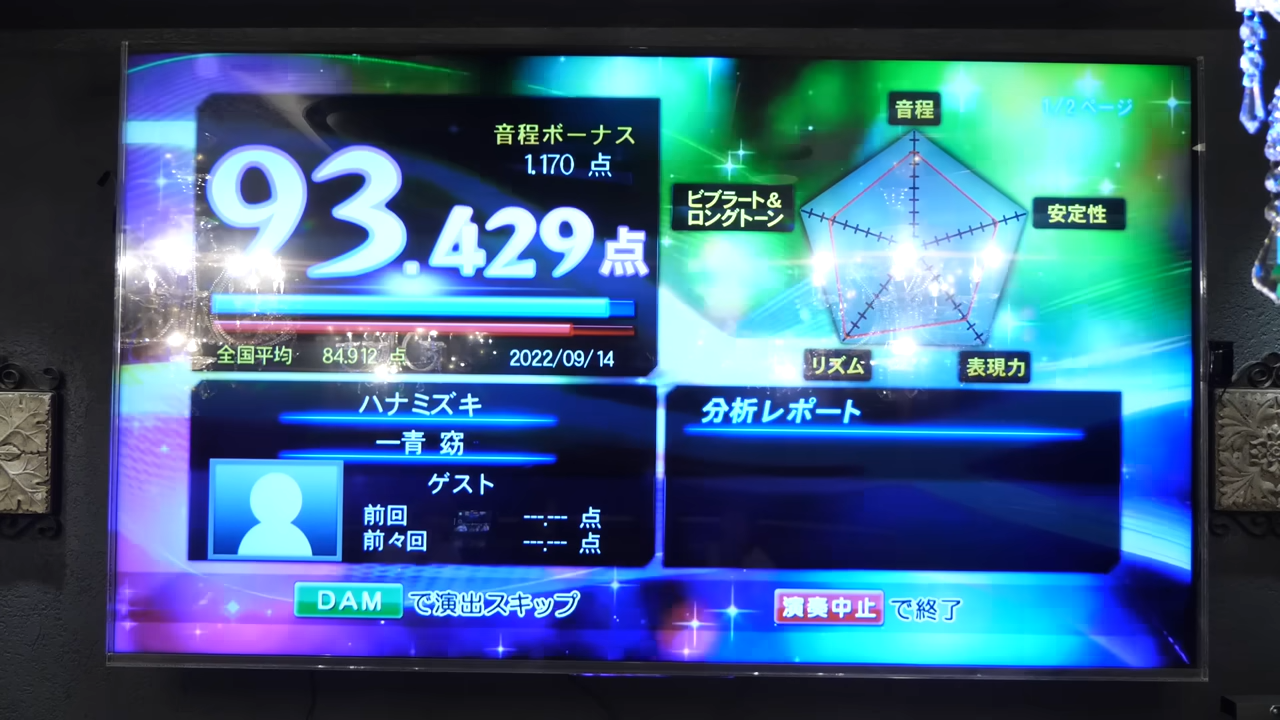 音程ボーナス
1,170 点
93.429点
全国平均 84.912 点 2022/09/14
ハナミズキ
一青 窈
ゲスト
前回 ---.--- 点
前々回 ---.--- 点
DAM で演出スキップ
1/2ページ
音程
ビブラート&
ロングトーン
安定性
リズム
表現力
分析レポート
演奏中止 で終了